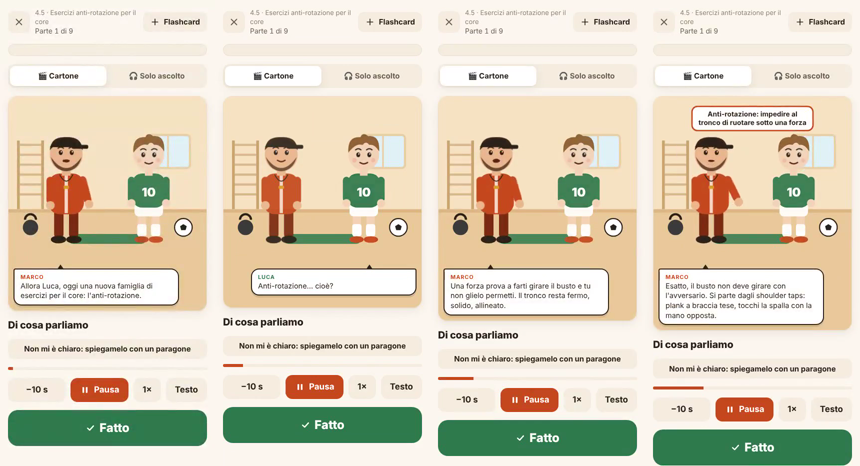 4.5 · Esercizi anti-rotazione per il
core
Parte 1 di 9
+ Flashcard
Cartone
Solo ascolto
10
MARCO
Allora Luca, oggi una nuova famiglia di
esercizi per il core: l'anti-rotazione.
Di cosa parliamo
Non mi è chiaro: spiegamelo con un paragone
−10 s
Pausa
1×
Testo
Fatto
4.5 · Esercizi anti-rotazione per il
core
Parte 1 di 9
+ Flashcard
Cartone
Solo ascolto
10
LUCA
Anti-rotazione... cioè?
Di cosa parliamo
Non mi è chiaro: spiegamelo con un paragone
−10 s
Pausa
1×
Testo
Fatto
4.5 · Esercizi anti-rotazione per il
core
Parte 1 di 9
+ Flashcard
Cartone
Solo ascolto
10
MARCO
Una forza prova a farti girare il busto e tu
non glielo permetti. Il tronco resta fermo,
solido, allineato.
Di cosa parliamo
Non mi è chiaro: spiegamelo con un paragone
−10 s
Pausa
1×
Testo
Fatto
4.5 · Esercizi anti-rotazione per il
core
Parte 1 di 9
+ Flashcard
Cartone
Solo ascolto
Anti-rotazione: impedire al
tronco di ruotare sotto una forza
10
MARCO
Esatto, il busto non deve girare con
l'avversario. Si parte dagli shoulder taps:
plank a braccia tese, tocchi la spalla con la
mano opposta.
Di cosa parliamo
Non mi è chiaro: spiegamelo con un paragone
−10 s
Pausa
1×
Testo
Fatto